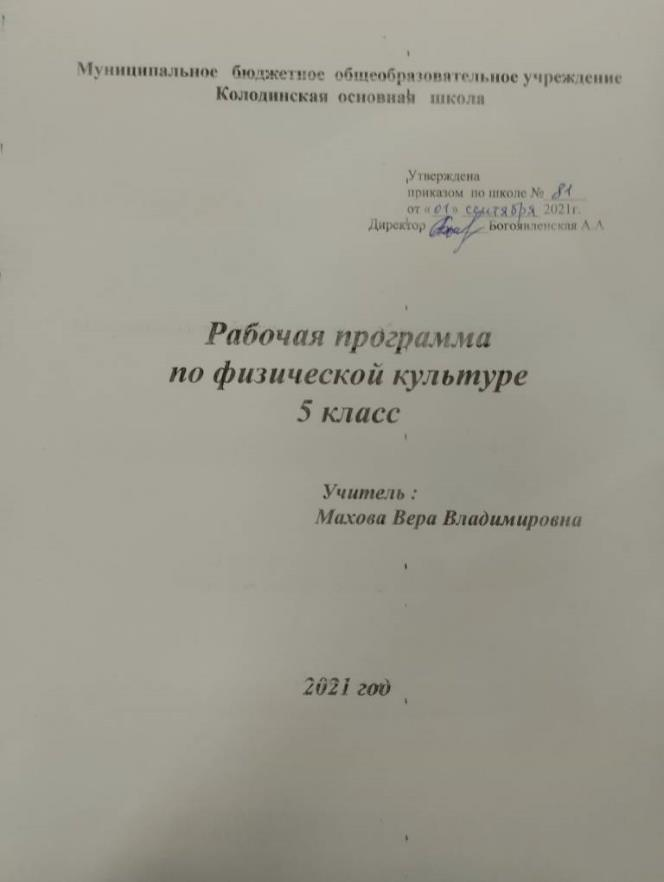 Муниципальное бюджетное общеобразовательное учреждение
Колодинская основная школа
Утверждена
приказом по школе № 81
от «01» сентября 2021г.
Директор Богоявленская А.А
Рабочая программа
по физической культуре
5 класс
Учитель :
Махова Вера Владимировна
2021 год